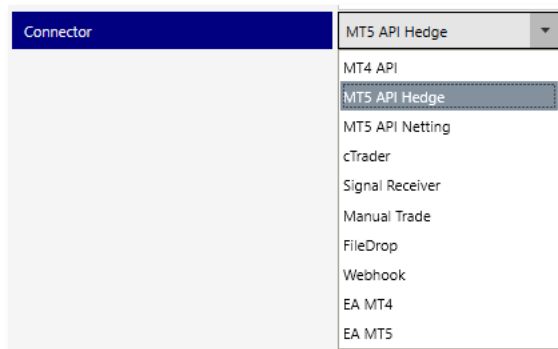 Connector
MT5 API Hedge
MT4 API
MT5 API Hedge
MT5 API Netting
cTrader
Signal Receiver
Manual Trade
FileDrop
Webhook
EA MT4
EA MT5